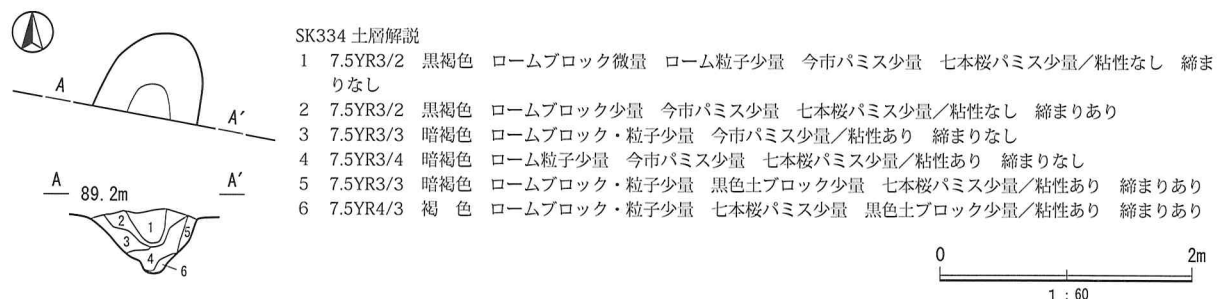 SK334 土層解説
1 7.5YR3/2 黒褐色 ロームブロック微量 ローム粒子少量 今市パミス少量 七本桜パミス少量／粘性なし 締ま
りなし
2 7.5YR3/2 黒褐色 ロームブロック少量 今市パミス少量 七本桜パミス少量／粘性なし 締まりあり
3 7.5YR3/3 暗褐色 ロームブロック・粒子少量 今市パミス少量／粘性あり 締まりなし
4 7.5YR3/4 暗褐色 ローム粒子少量 今市パミス少量 七本桜パミス少量／粘性あり 締まりなし
5 7.5YR3/3 暗褐色 ロームブロック・粒子少量 黒色土ブロック少量 七本桜パミス少量／粘性あり 締まりあり
6 7.5YR4/3 褐 色 ロームブロック・粒子少量 七本桜パミス少量 黒色土ブロック少量／粘性あり 締まりあり
A
A′
A
89.2m
A′
2
1
5
3
4
6
0 2m
1 : 60